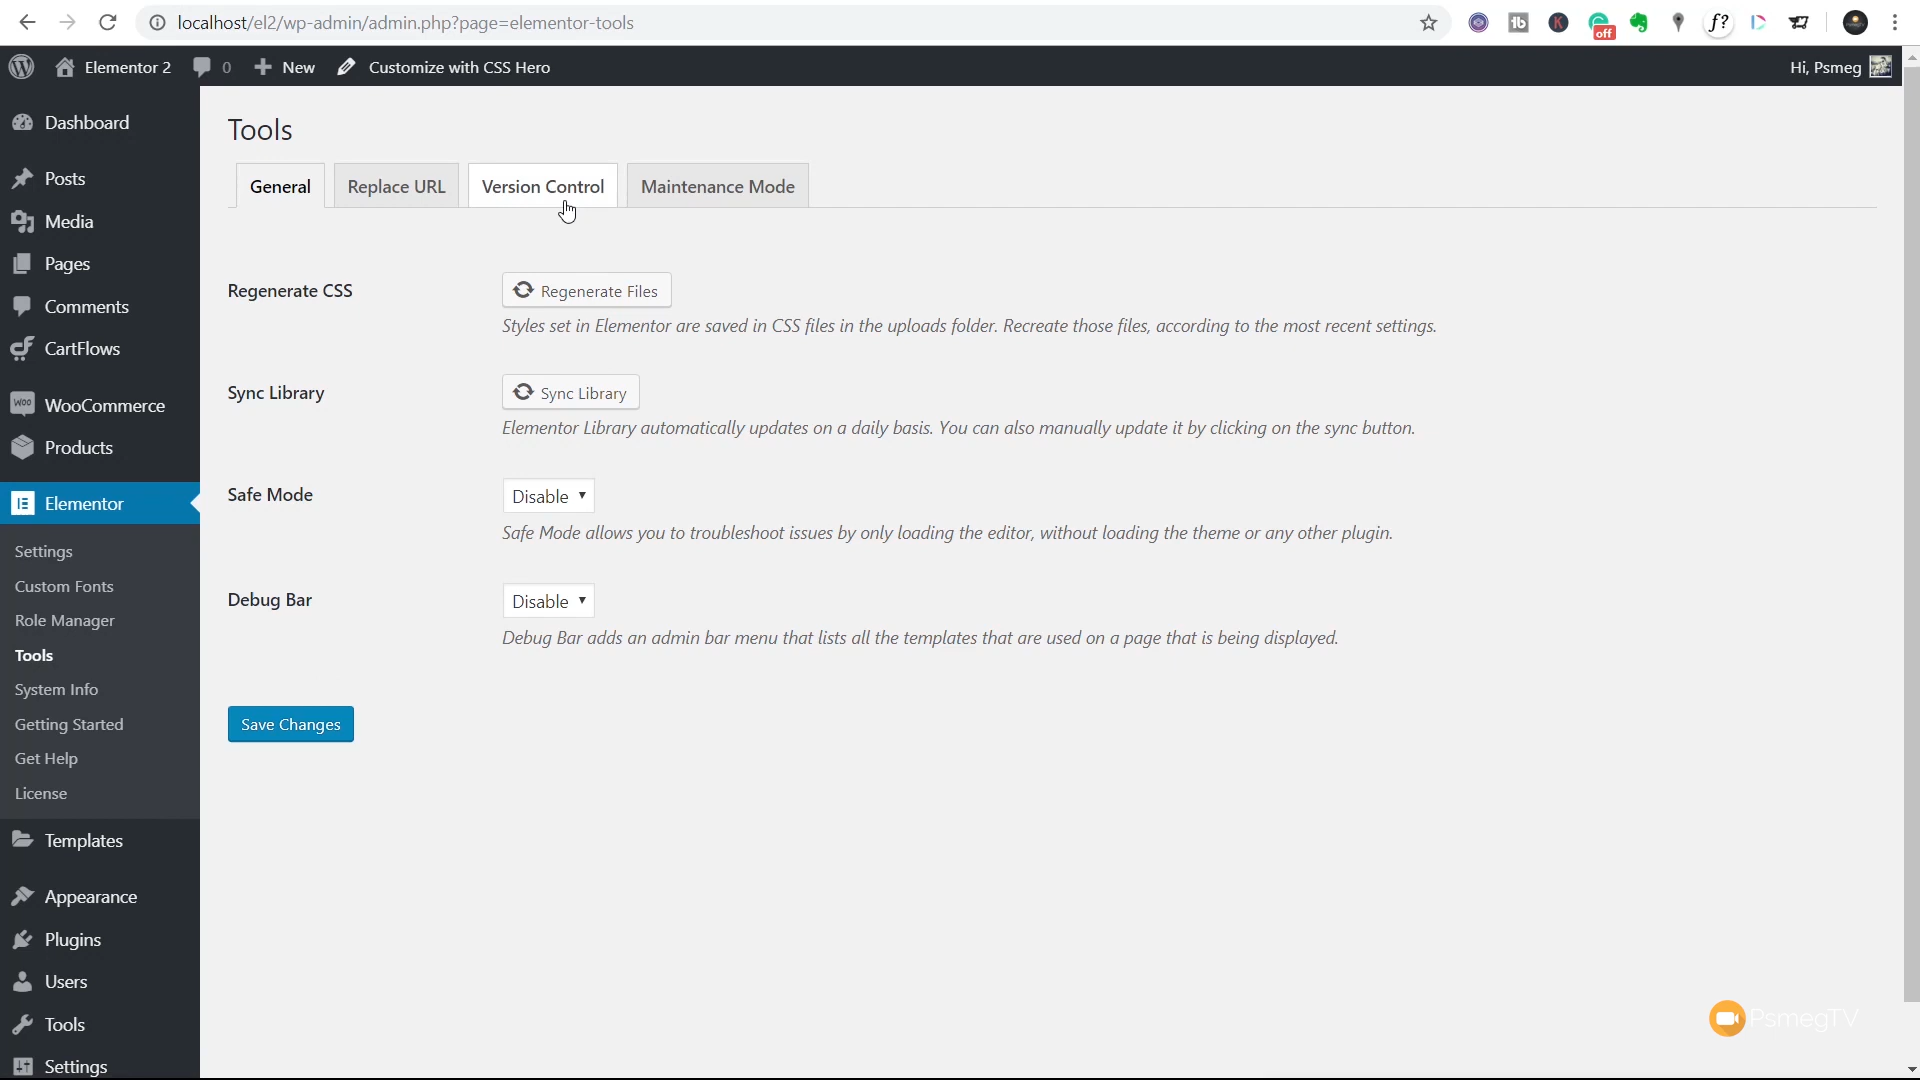 localhost/el2/wp-admin/admin.php?page=elementor-tools
off
f?
Elementor 2
0
New
Customize with CSS Hero
Hi, Psmeg
Dashboard
Posts
Media
Pages
Comments
CartFlows
WooCommerce
Products
Elementor
Settings
Custom Fonts
Role Manager
Tools
System Info
Getting Started
Get Help
License
Templates
Appearance
Plugins
Users
Tools
Settings
Tools
General
Replace URL
Version Control
Maintenance Mode
Regenerate CSS
Regenerate Files
Styles set in Elementor are saved in CSS files in the uploads folder. Recreate those files, according to the most recent settings.
Sync Library
Sync Library
Elementor Library automatically updates on a daily basis. You can also manually update it by clicking on the sync button.
Safe Mode
Disable
Safe Mode allows you to troubleshoot issues by only loading the editor, without loading the theme or any other plugin.
Debug Bar
Disable
Debug Bar adds an admin bar menu that lists all the templates that are used on a page that is being displayed.
Save Changes
PsmegTV